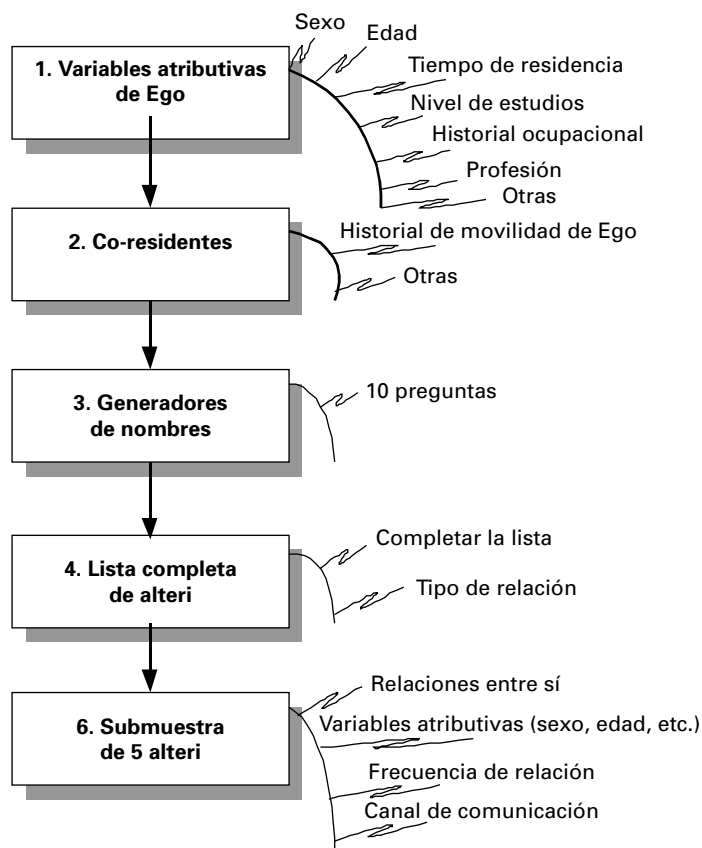 Sexo
Edad
1. Variables atributivas
de Ego
Tiempo de residencia
Nivel de estudios
Historial ocupacional
Profesión
Otras
2. Co-residentes
Historial de movilidad de Ego
Otras
3. Generadores
de nombres
10 preguntas
4. Lista completa
de alteri
Completar la lista
Tipo de relación
6. Submuestra
de 5 alteri
Relaciones entre sí
Variables atributivas (sexo, edad, etc.)
Frecuencia de relación
Canal de comunicación